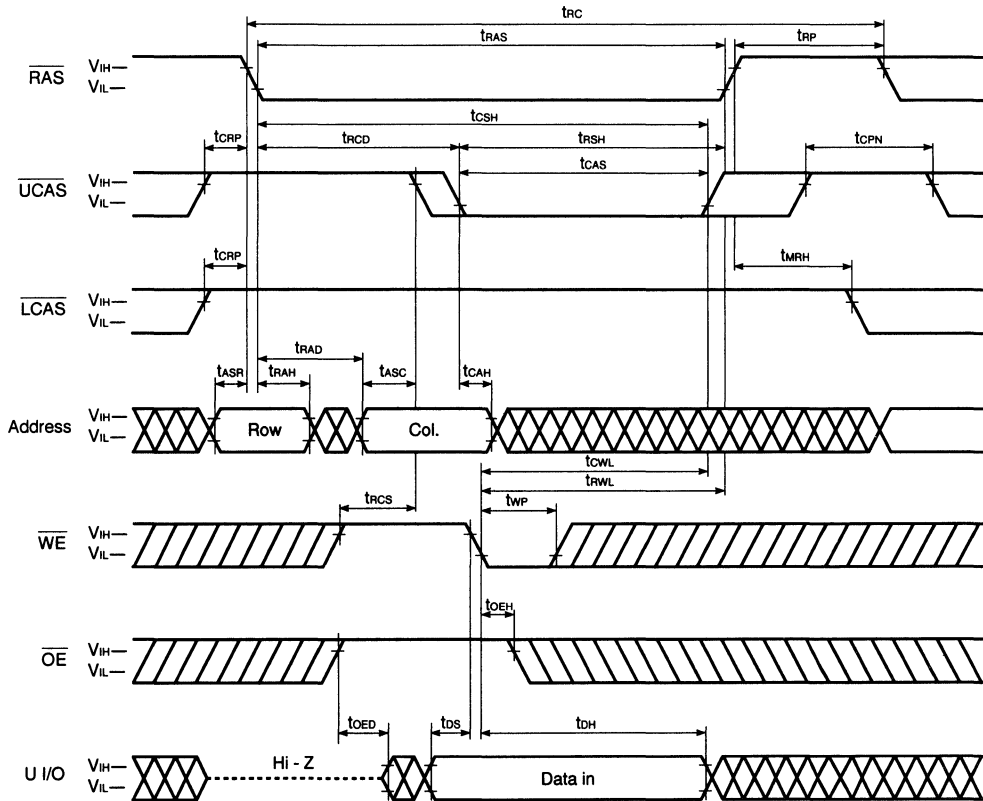 tRC
tRAS tRP
RAS VIH
VIL
tCSH
tCRP tRCD tRSH tCPN
tCAS
UCAS VIH
VIL
tCRP tMRH
LCAS VIH
VIL
tRAD
tASR tRAH tASC tCAH
Address VIH
VIL Row Col.
tCWL
tRCS tRWL
tWP
WE VIH
VIL
tOEH
OE VIH
VIL
tOED tDS tDH
U I/O VIH Hi - Z
VIL Data in